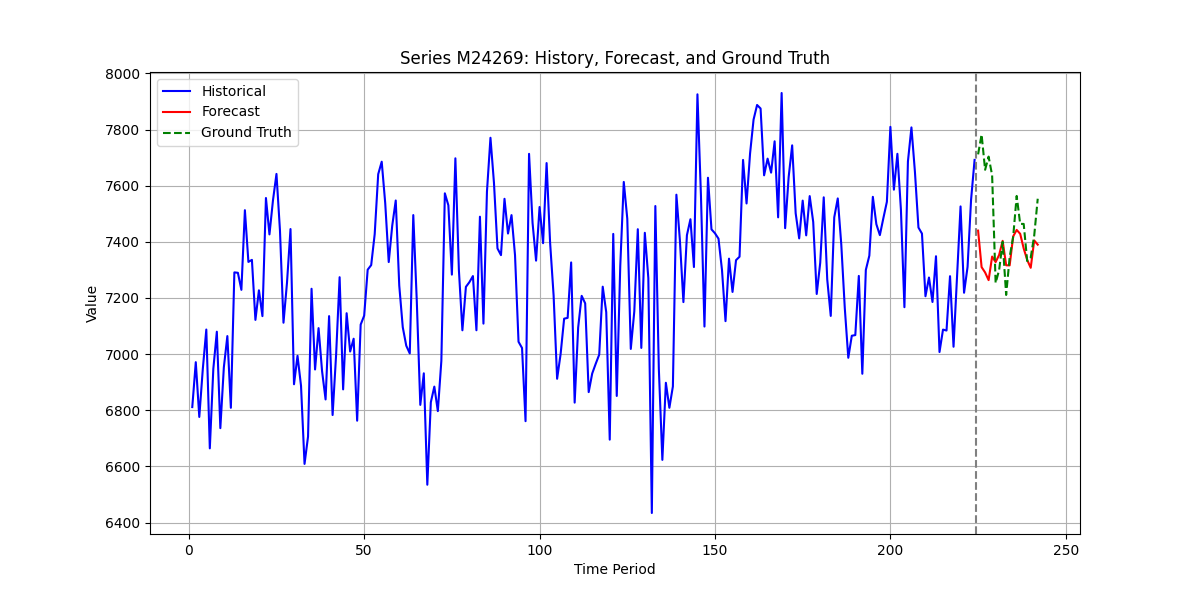 Series M24269: History, Forecast, and Ground Truth
Historical
Forecast
Ground Truth
Value
8000
7800
7600
7400
7200
7000
6800
6600
6400
0 50 100 150 200 250
Time Period